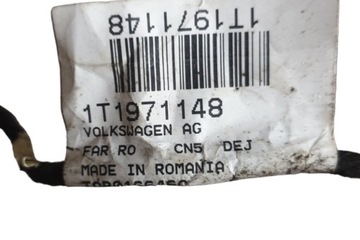 1T1971148
1T1971148
VOLKSWAGEN AG
FAR RO CN5 DEJ
MADE IN ROMANIA